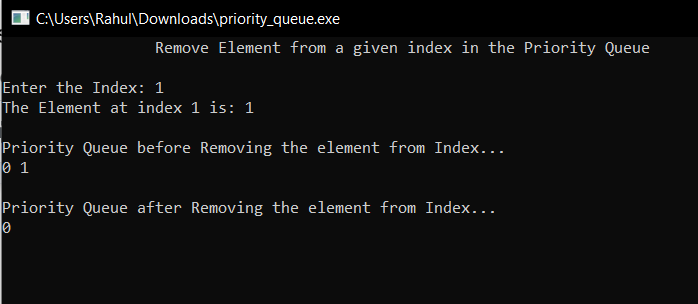 C:\Users\Rahul\Downloads\priority_queue.exe
Remove Element from a given index in the Priority Queue
Enter the Index: 1
The Element at index 1 is: 1
Priority Queue before Removing the element from Index...
0 1
Priority Queue after Removing the element from Index...
0